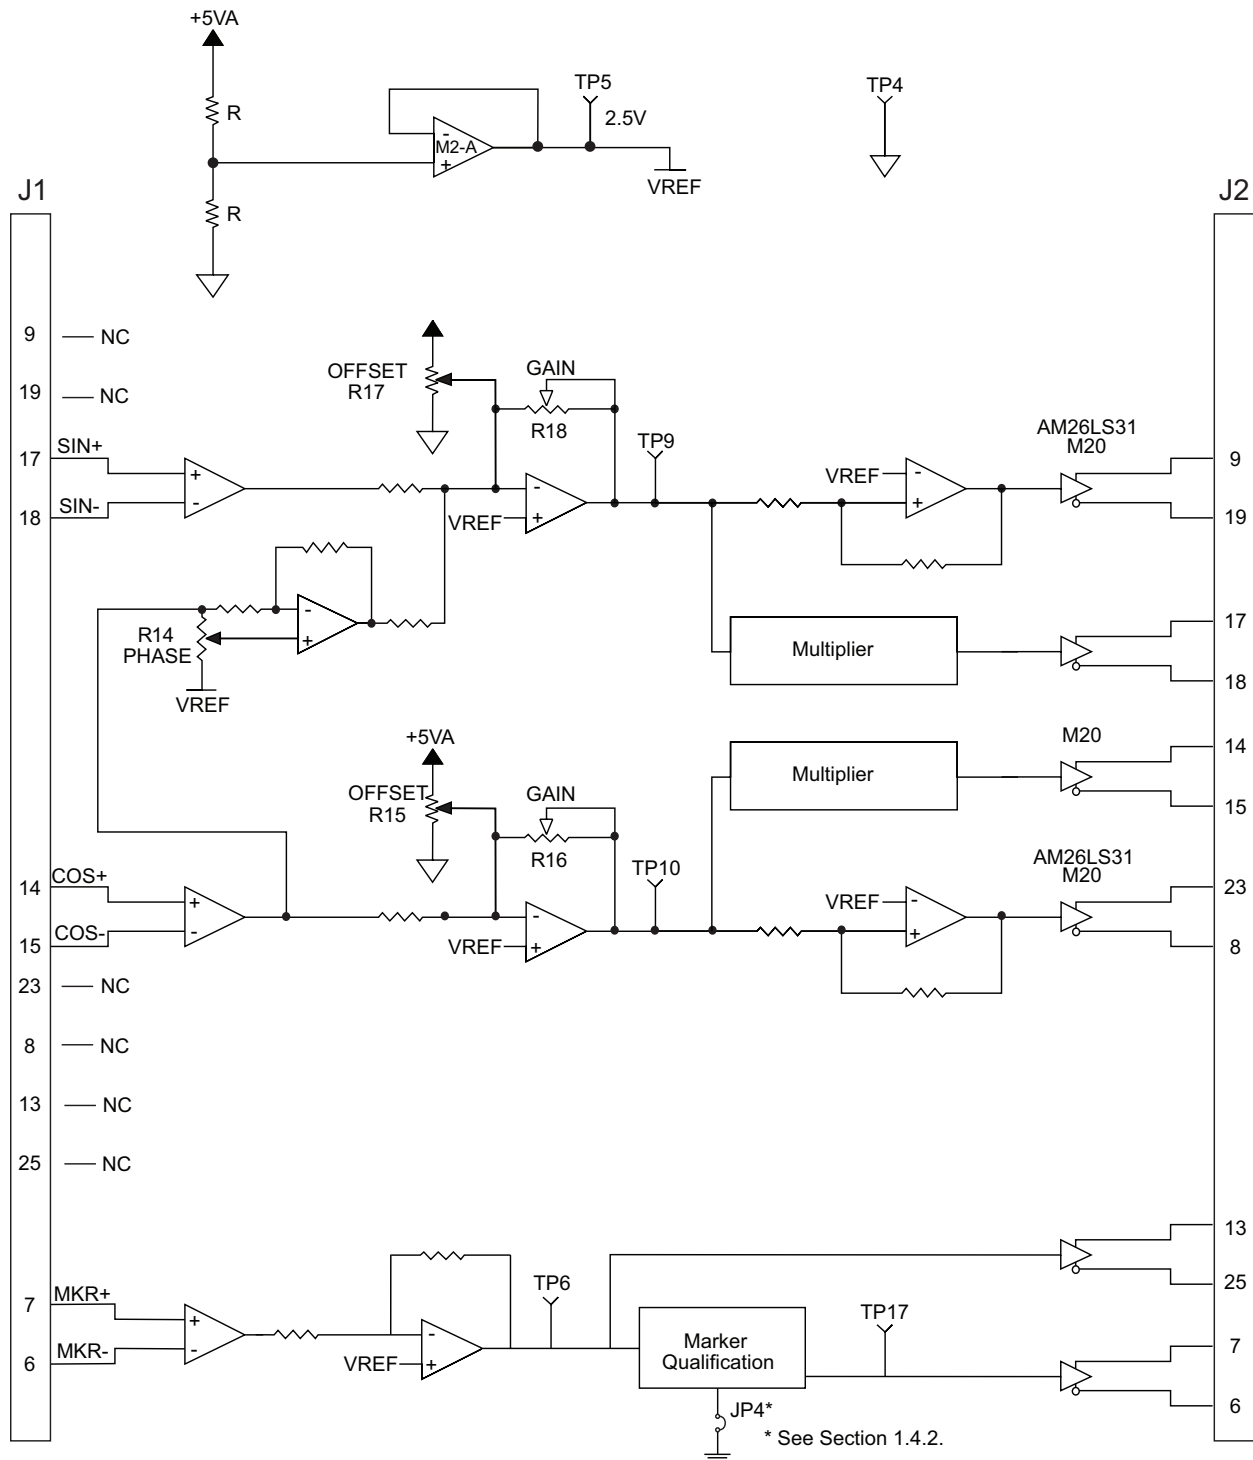 +5VA
R
R
M2-A
-
+
TP5
2.5V
VREF
TP4
J1
J2
9
NC
19
NC
OFFSET
R17
GAIN
R18
TP9
AM26LS31
M20
17
SIN+
+
-
18
SIN-
-
VREF
+
VREF
-
+
9
19
R14
PHASE
-
+
VREF
Multiplier
17
18
+5VA
OFFSET
R15
GAIN
R16
TP10
Multiplier
M20
14
15
AM26LS31
M20
14
COS+
+
-
15
COS-
-
VREF
+
VREF
-
+
23
8
23
NC
8
NC
13
NC
25
NC
13
25
7
MKR+
+
-
6
MKR-
-
VREF
+
TP6
Marker
Qualification
TP17
7
6
JP4*
* See Section 1.4.2.